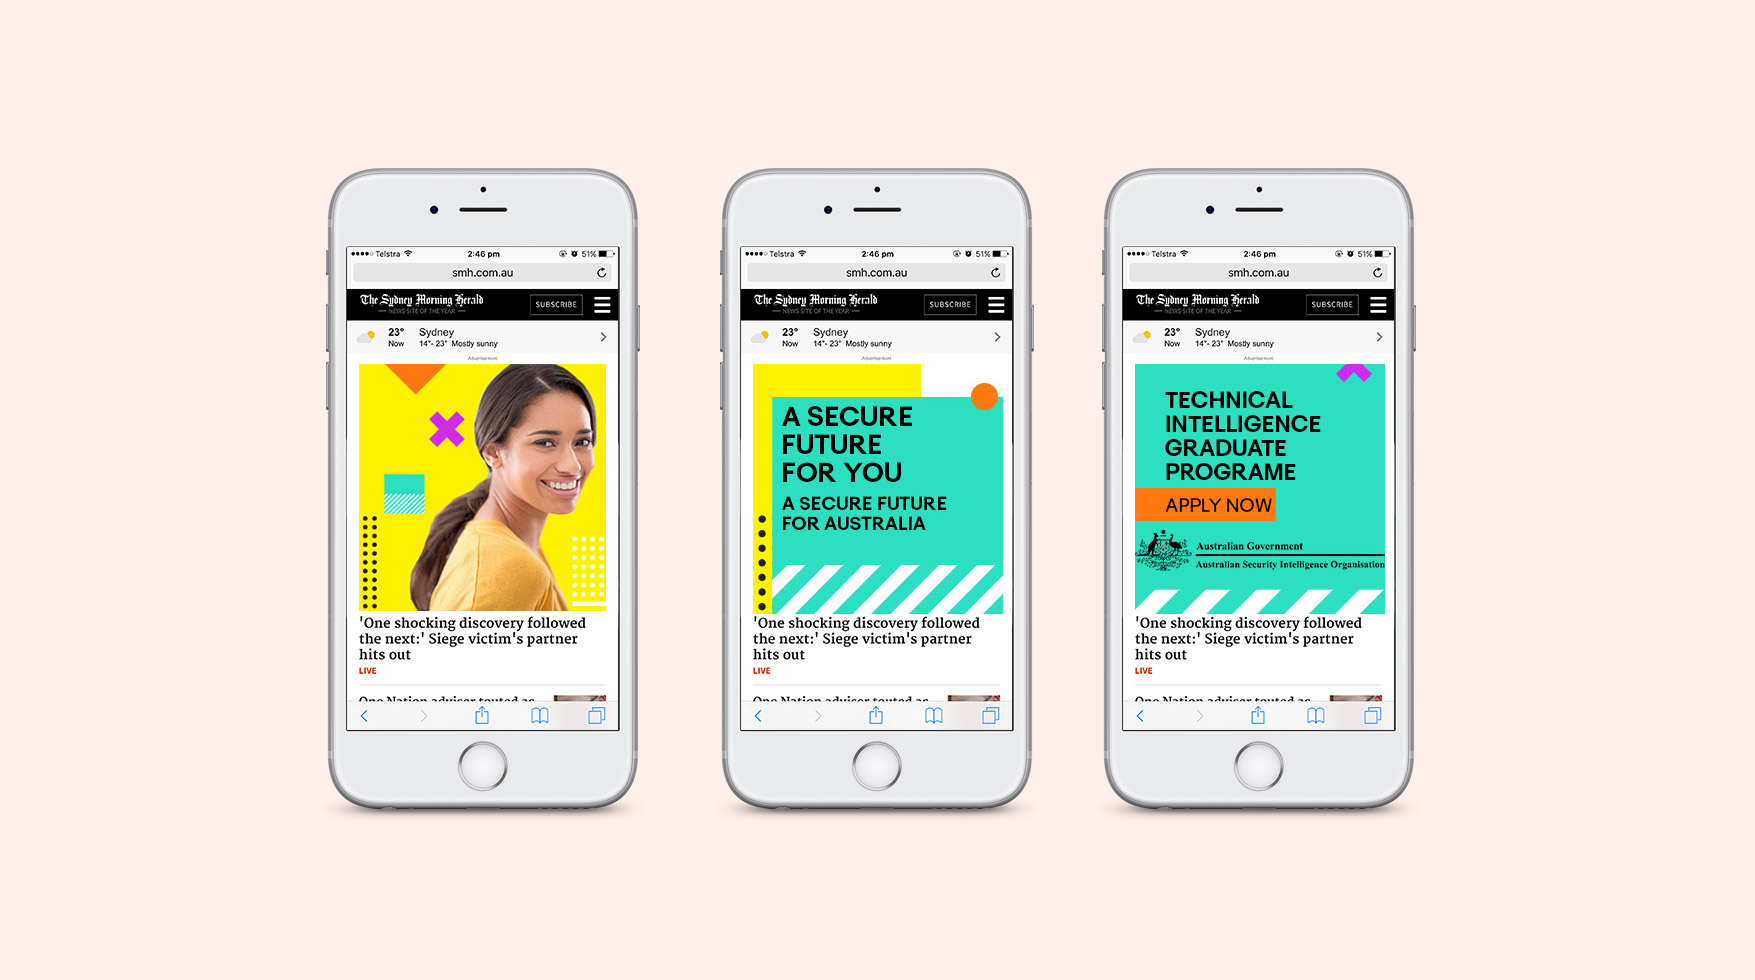 Telstra
2:46 pm
51%
smh.com.au
The Sydney Morning Herald
NEWS SITE OF THE YEAR
SUBSCRIBE
23°
Now
Sydney
14°- 23° Mostly sunny
Advertisement
'One shocking discovery followed
the next:' Siege victim's partner
hits out
LIVE
One Nation adviser touted as
Telstra
2:46 pm
51%
smh.com.au
The Sydney Morning Herald
NEWS SITE OF THE YEAR
SUBSCRIBE
23°
Now
Sydney
14°- 23° Mostly sunny
Advertisement
A SECURE
FUTURE
FOR YOU
A SECURE FUTURE
FOR AUSTRALIA
'One shocking discovery followed
the next:' Siege victim's partner
hits out
LIVE
One Nation adviser touted as
Telstra
2:46 pm
51%
smh.com.au
The Sydney Morning Herald
NEWS SITE OF THE YEAR
SUBSCRIBE
23°
Now
Sydney
14°- 23° Mostly sunny
Advertisement
TECHNICAL
INTELLIGENCE
GRADUATE
PROGRAME
APPLY NOW
Australian Government
Australian Security Intelligence Organisation
'One shocking discovery followed
the next:' Siege victim's partner
hits out
LIVE
One Nation adviser touted as